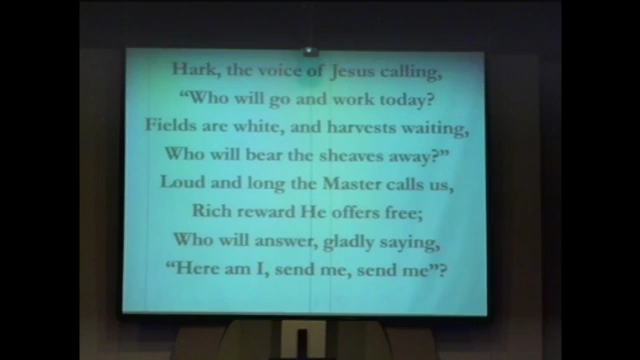 Hark, the voice of Jesus calling,
“Who will go and work today?
Fields are white, and harvests waiting,
Who will bear the sheaves away?”
Loud and long the Master calls us,
Rich reward He offers free;
Who will answer, gladly saying,
“Here am I, send me, send me”?